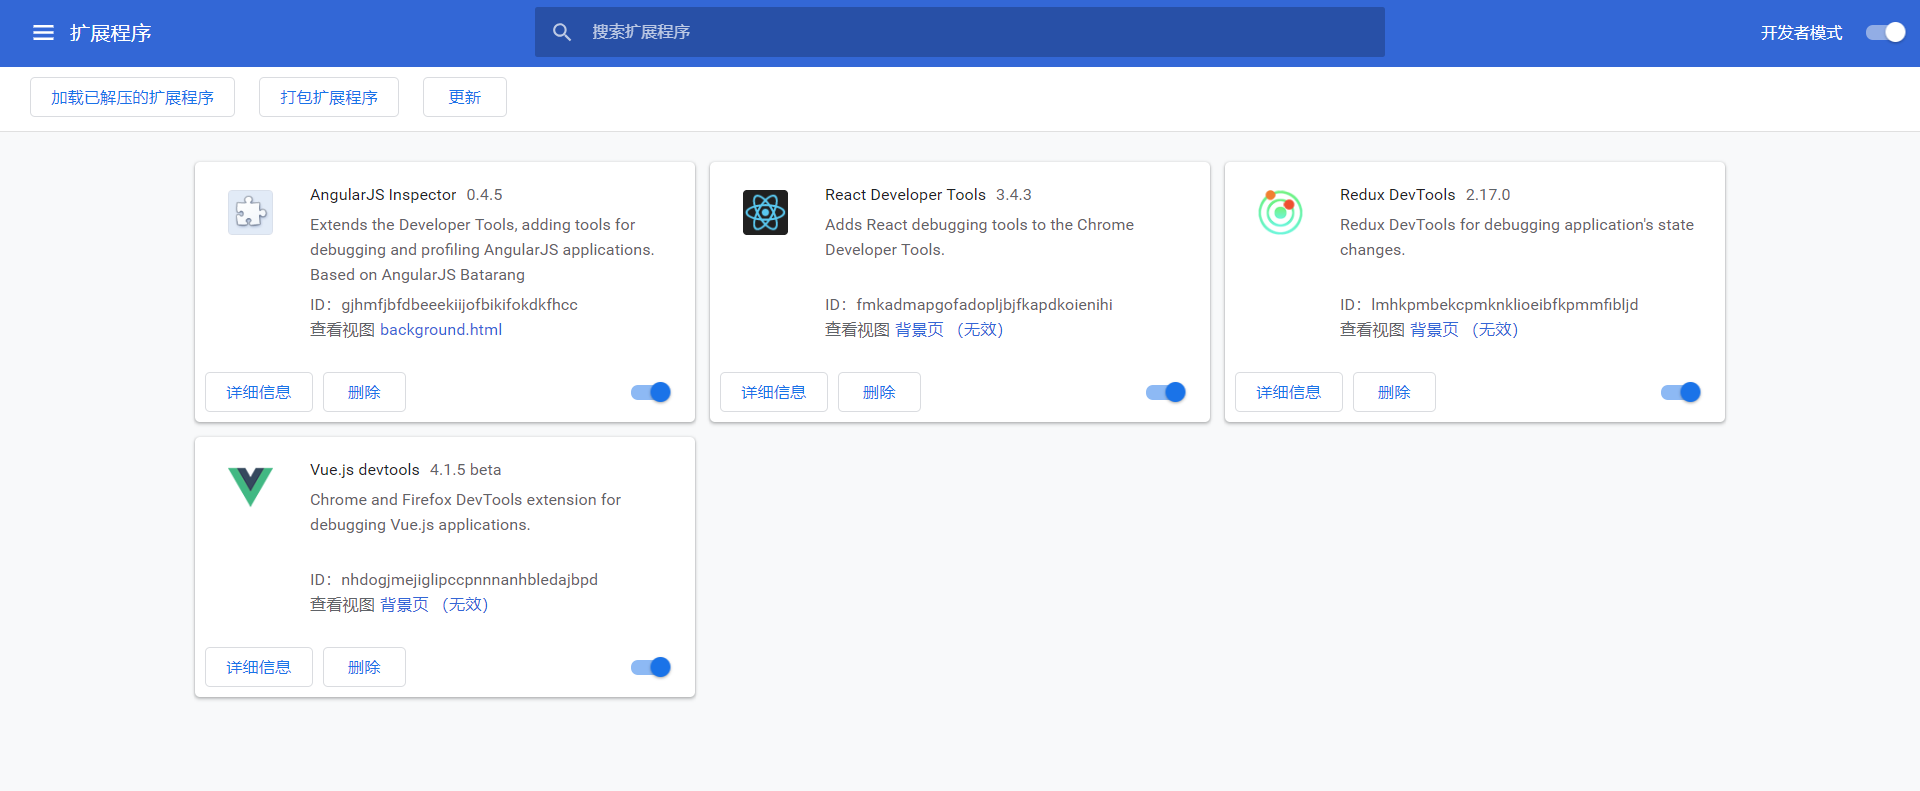 扩展程序
搜索扩展程序
开发者模式
加载已解压的扩展程序
打包扩展程序
更新
AngularJS Inspector 0.4.5
Extends the Developer Tools, adding tools for
debugging and profiling AngularJS applications.
Based on AngularJS Batarang
ID：gjhmfjbfdbeeekiijofbikifokdkfhcc
查看视图 background.html
详细信息
删除
React Developer Tools 3.4.3
Adds React debugging tools to the Chrome
Developer Tools.
ID：fmkadmapgofadopljbjfkapdkoienihi
查看视图 背景页 （无效）
详细信息
删除
Redux DevTools 2.17.0
Redux DevTools for debugging application's state
changes.
ID：lmhkpmbekcpmknklioeibfkpmmfibljd
查看视图 背景页 （无效）
详细信息
删除
Vue.js devtools 4.1.5 beta
Chrome and Firefox DevTools extension for
debugging Vue.js applications.
ID：nhdogjmejiglipccpnnnanhbledajbpd
查看视图 背景页 （无效）
详细信息
删除